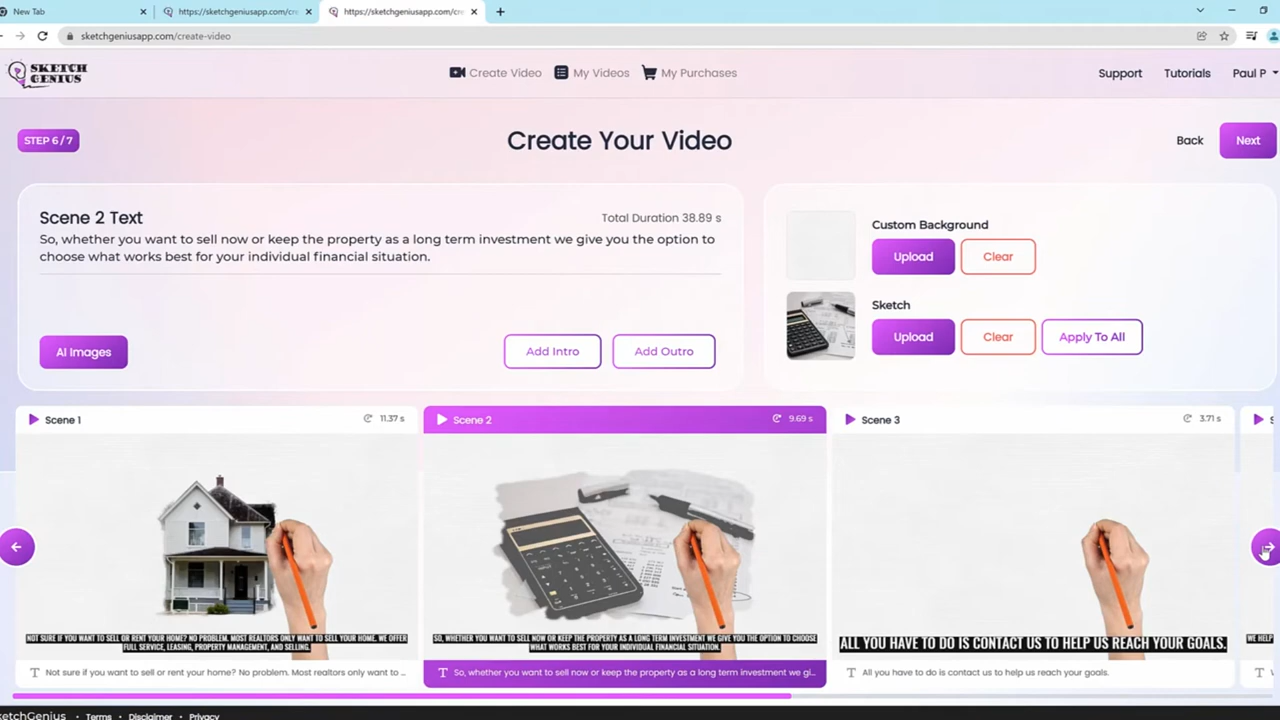 New Tab
https://sketchgeniusapp.com/cre
https://sketchgeniusapp.com/cre
sketchgeniusapp.com/create-video
SKETCH
GENIUS
Create Video
My Videos
My Purchases
Support
Tutorials
Paul P
STEP 6/7
Create Your Video
Back
Next
Scene 2 Text
Total Duration 38.89 s
So, whether you want to sell now or keep the property as a long term investment we give you the option to
choose what works best for your individual financial situation.
AI Images
Add Intro
Add Outro
Custom Background
Upload
Clear
Sketch
Upload
Clear
Apply To All
Scene 1
11.37 s
NOT SURE IF YOU WANT TO SELL OR RENT YOUR HOME? NO PROBLEM. MOST REALTORS ONLY WANT TO SELL YOUR HOME. WE OFFER
FULL SERVICE, LEASING, PROPERTY MANAGEMENT, AND SELLING.
Not sure if you want to sell or rent your home? No problem. Most realtors only want to ...
Scene 2
9.69 s
SO, WHETHER YOU WANT TO SELL NOW OR KEEP THE PROPERTY AS A LONG TERM INVESTMENT WE GIVE YOU THE OPTION TO CHOOSE
WHAT WORKS BEST FOR YOUR INDIVIDUAL FINANCIAL SITUATION.
So, whether you want to sell now or keep the property as a long term investment we gi...
Scene 3
3.71 s
ALL YOU HAVE TO DO IS CONTACT US TO HELP US REACH YOUR GOALS.
All you have to do is contact us to help us reach your goals.
WE HELP
ketchGenius
Terms
Disclaimer
Privacy